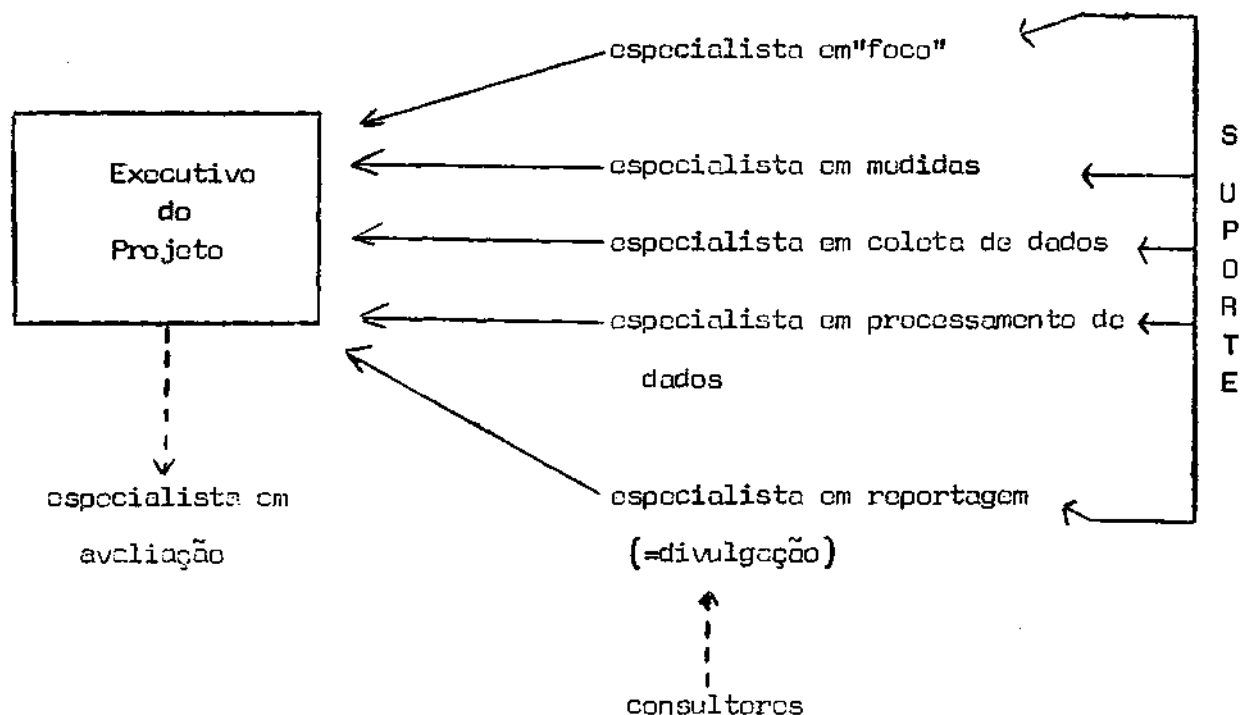 especialista em"foco"
Executivo
do
Projeto
especialista em medidas
especialista em coleta de dados
especialista em processamento de
dados
especialista em reportagem
(=divulgação)
especialista em
avaliação
consultores
SUPORTE